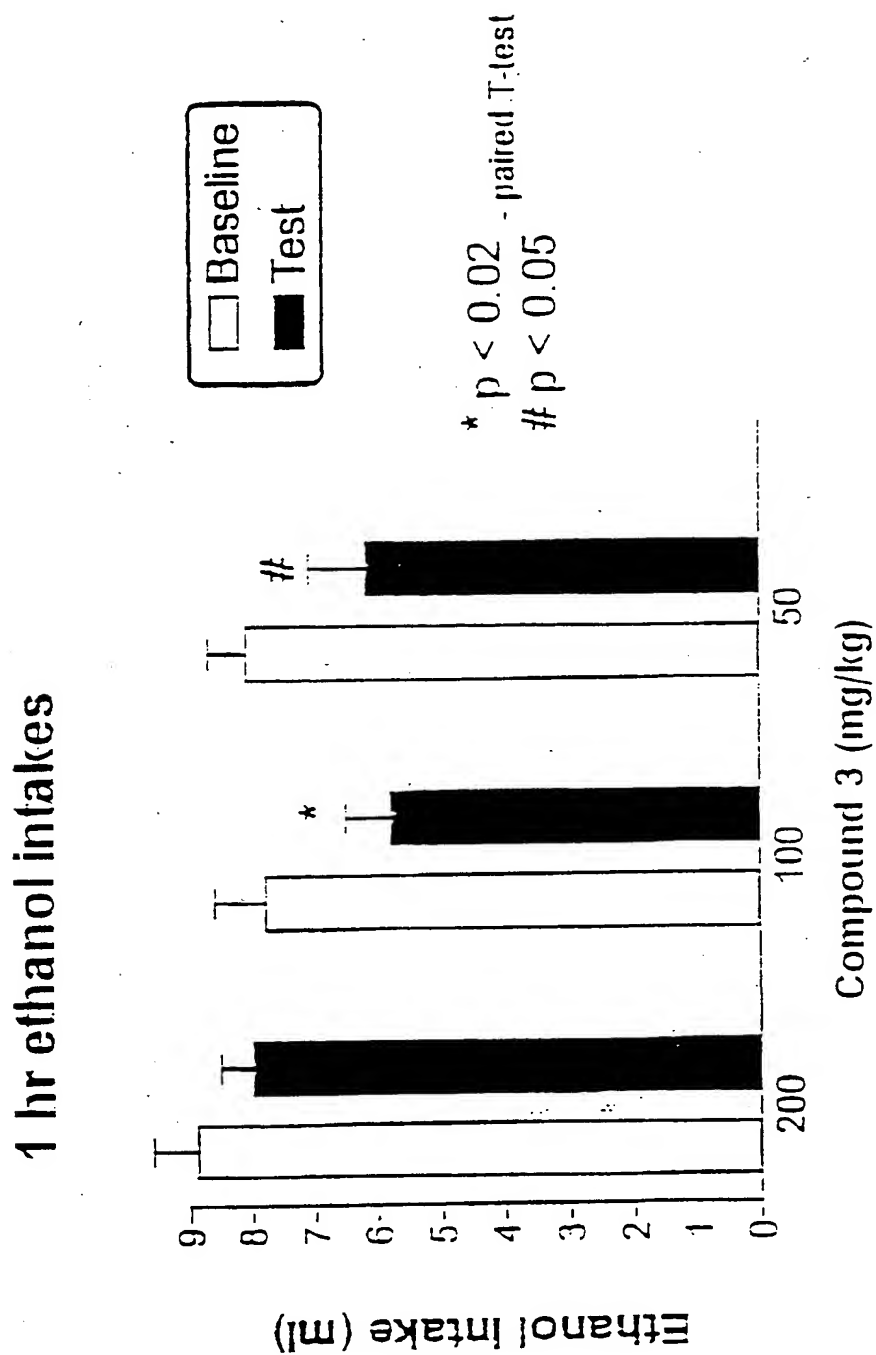 1 hr ethanol intakes
Baseline
Test
* p < 0.02 - paired T-test
# p < 0.05
Ethanol Intake (ml)
9
8
7
6
5
4
3
2
1
0
*
#
200
100
50
Compound 3 (mg/kg)